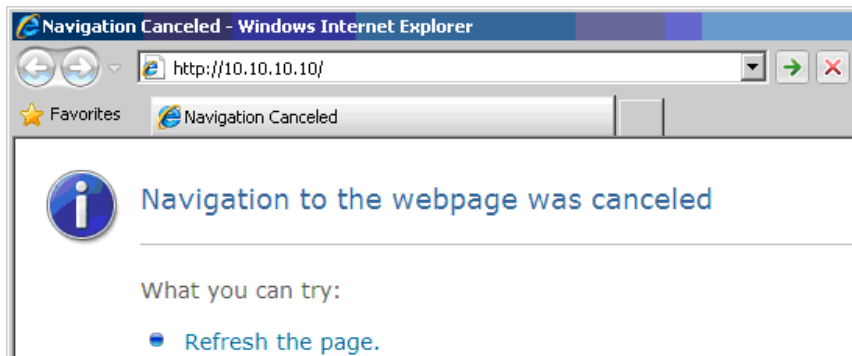 Navigation Canceled - Windows Internet Explorer
http://10.10.10.10/
Favorites
Navigation Canceled
Navigation to the webpage was canceled
What you can try:
Refresh the page.